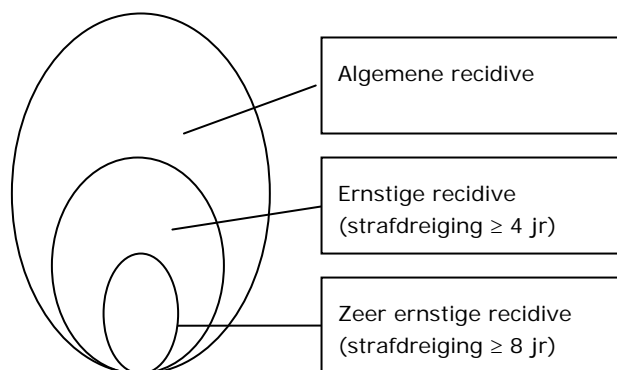 Algemene recidive
Ernstige recidive
(strafdreiging ≥ 4 jr)
Zeer ernstige recidive
(strafdreiging ≥ 8 jr)